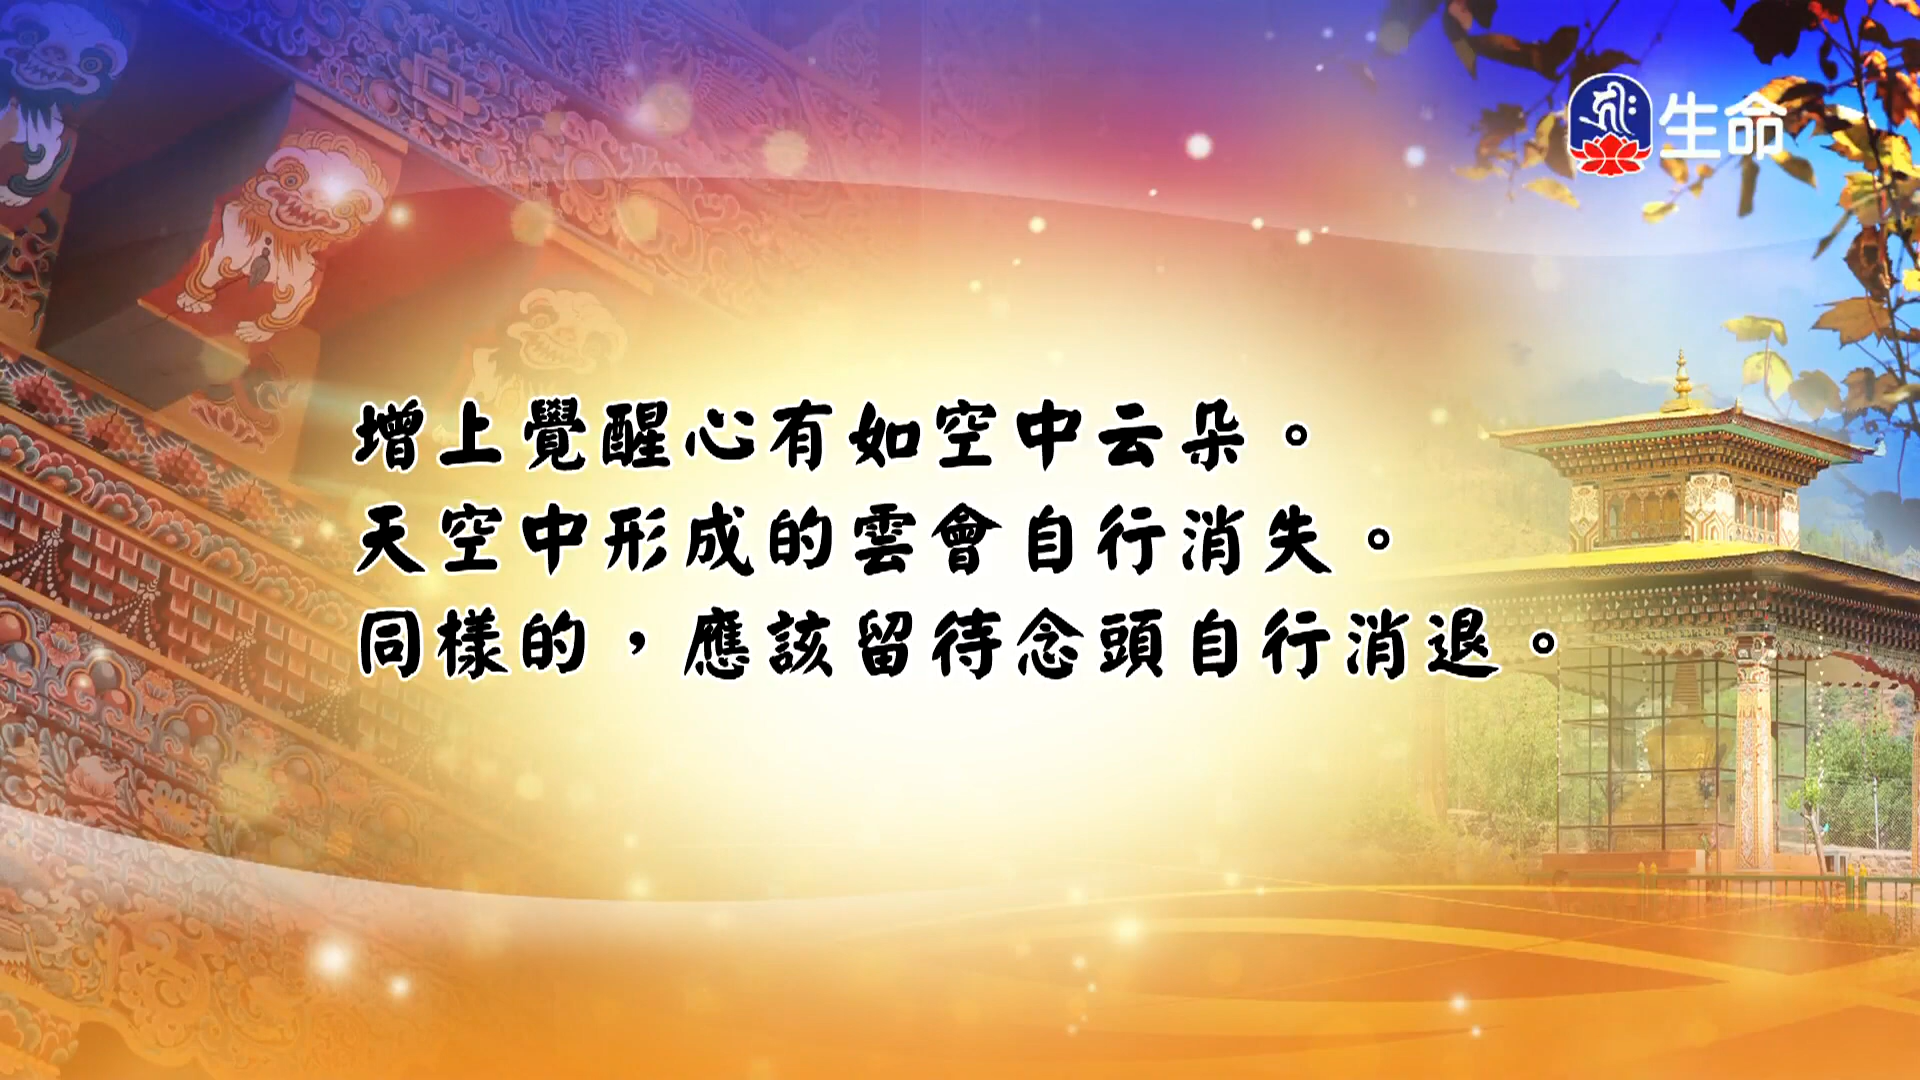 生命
增上覺醒心有如空中云朵。
天空中形成的雲會自行消失。
同樣的，應該留待念頭自行消退。